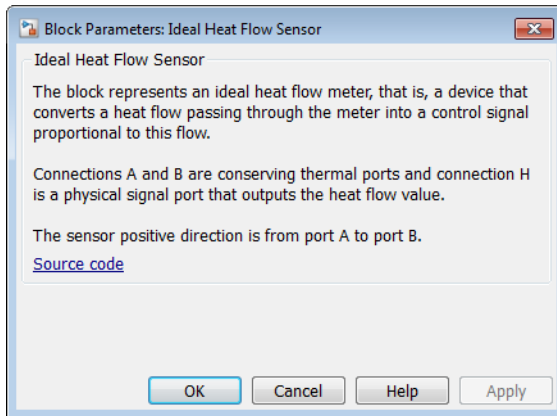 Block Parameters: Ideal Heat Flow Sensor
Ideal Heat Flow Sensor
The block represents an ideal heat flow meter, that is, a device that
converts a heat flow passing through the meter into a control signal
proportional to this flow.
Connections A and B are conserving thermal ports and connection H
is a physical signal port that outputs the heat flow value.
The sensor positive direction is from port A to port B.
Source code
OK Cancel Help Apply